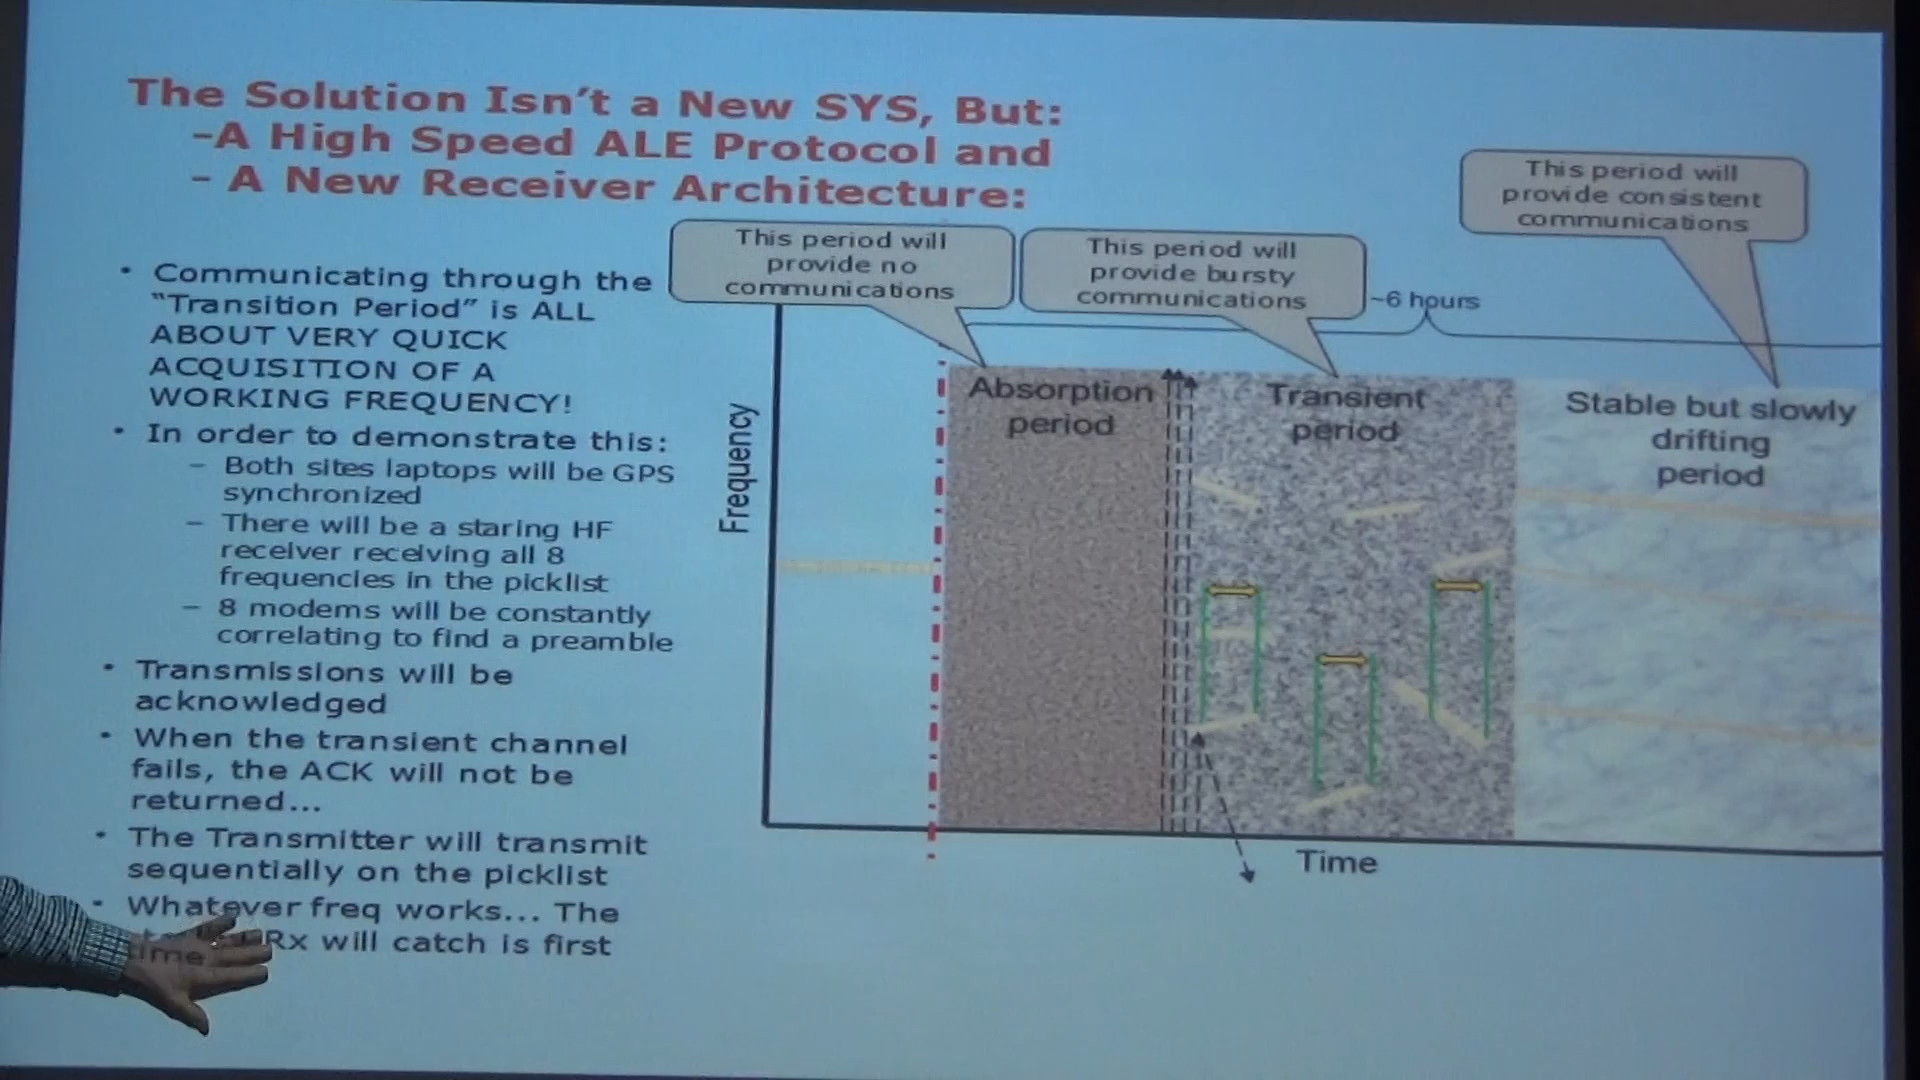 The Solution Isn't a New SYS, But:
-A High Speed ALE Protocol and
- A New Receiver Architecture:
• Communicating through the
"Transition Period" is ALL
ABOUT VERY QUICK
ACQUISITION OF A
WORKING FREQUENCY!
• In order to demonstrate this:
– Both sites laptops will be GPS
synchronized
– There will be a staring HF
receiver receiving all 8
frequencies in the picklist
– 8 modems will be constantly
correlating to find a preamble
• Transmissions will be
acknowledged
• When the transient channel
fails, the ACK will not be
returned...
• The Transmitter will transmit
sequentially on the picklist
• Whatever freq works... The
Rx will catch is first
time
This period will
provide no
communications
This period will
provide bursty
communications
~6 hours
This period will
provide consistent
communications
Frequency
Absorption
period
Transient
period
Stable but slowly
drifting
period
Time